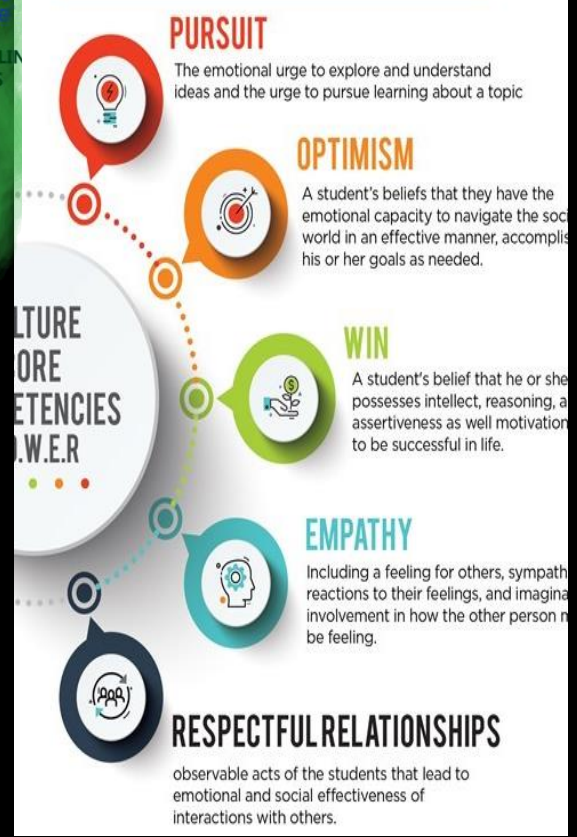 PURSUIT
The emotional urge to explore and understand
ideas and the urge to pursue learning about a topic
OPTIMISM
A student's beliefs that they have the
emotional capacity to navigate the soci
world in an effective manner, accomplis
his or her goals as needed.
LTURE
ORE
ETENCIES
.W.E.R
WIN
A student's belief that he or she
possesses intellect, reasoning, a
assertiveness as well motivation
to be successful in life.
EMPATHY
Including a feeling for others, sympath
reactions to their feelings, and imagina
involvement in how the other person
be feeling.
RESPECTFUL RELATIONSHIPS
observable acts of the students that lead to
emotional and social effectiveness of
interactions with others.